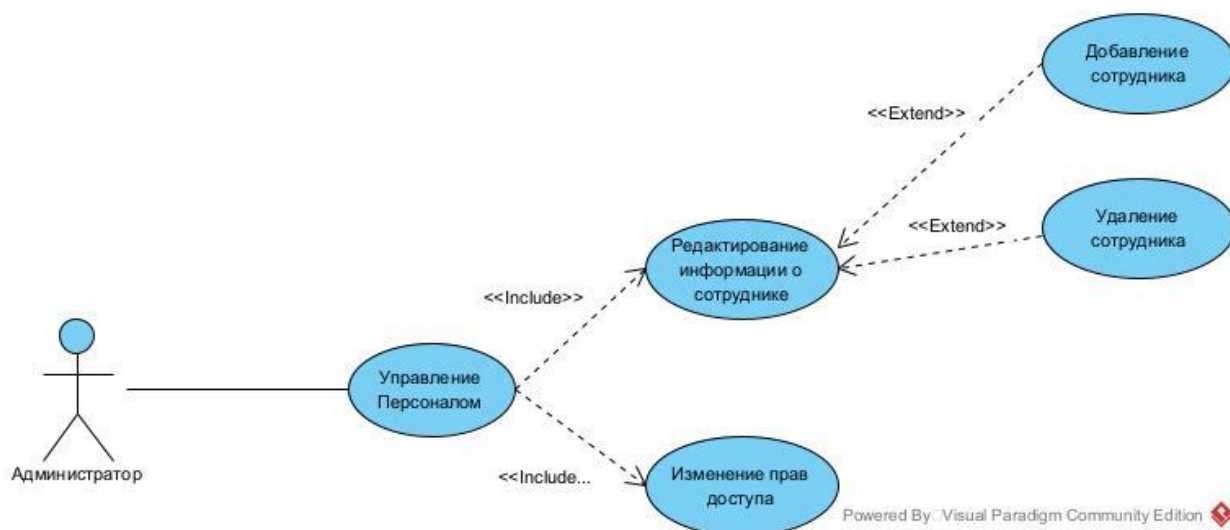 Добавление
сотрудника
<<Extend>>
Удаление
сотрудника
<<Extend>>
Редактирование
информации о
сотруднике
<<Include>>
Управление
Персоналом
Администратор
<<Include...
Изменение прав
доступа
Powered By Visual Paradigm Community Edition